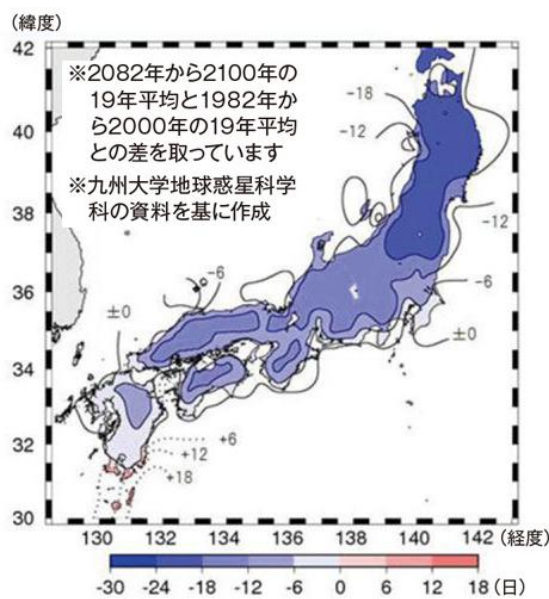 (緯度)
42
※2082年から2100年の
19年平均と1982年か
ら2000年の19年平均
との差を取っています
※九州大学地球惑星科学
科の資料を基に作成
-18
-12
40
38
-12
-6
-6
36
±0
±0
34
+6
32
+12
+18
30
130 132 134 136 138 140 142 (経度)
-30 -24 -18 -12 -6 0 6 12 18 (日)